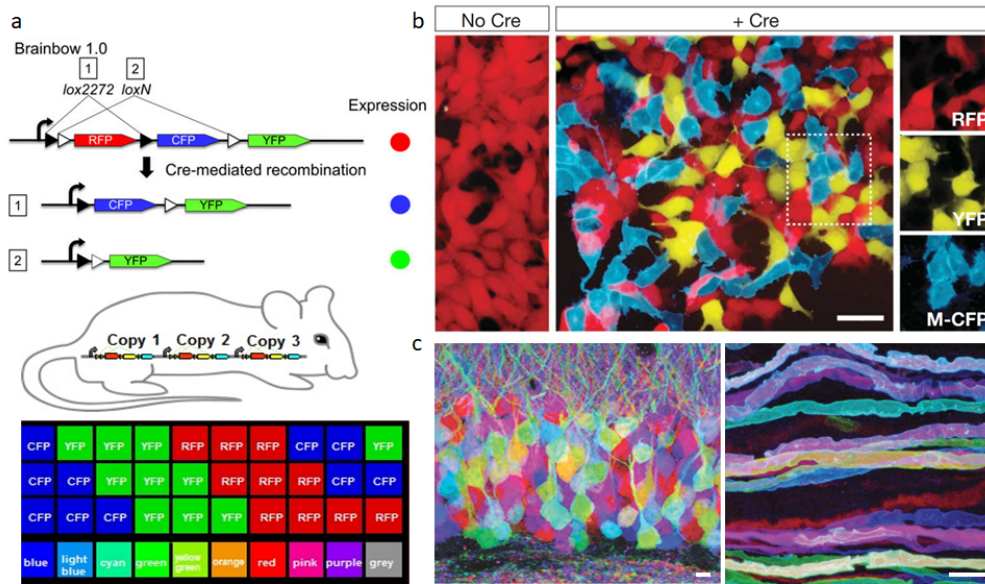 a
Brainbow 1.0
1 2
lox2272 loxN
Expression
RFP CFP YFP
Cre-mediated recombination
1 CFP YFP
2 YFP
Copy 1 Copy 2 Copy 3
CFP YFP YFP YFP RFP RFP RFP CFP CFP YFP
CFP CFP YFP YFP YFP RFP RFP RFP CFP CFP
CFP CFP CFP YFP YFP YFP RFP RFP RFP RFP
blue light blue cyan green yellow green orange red pink purple grey
b
No Cre + Cre
RFP
YFP
M-CFP
c